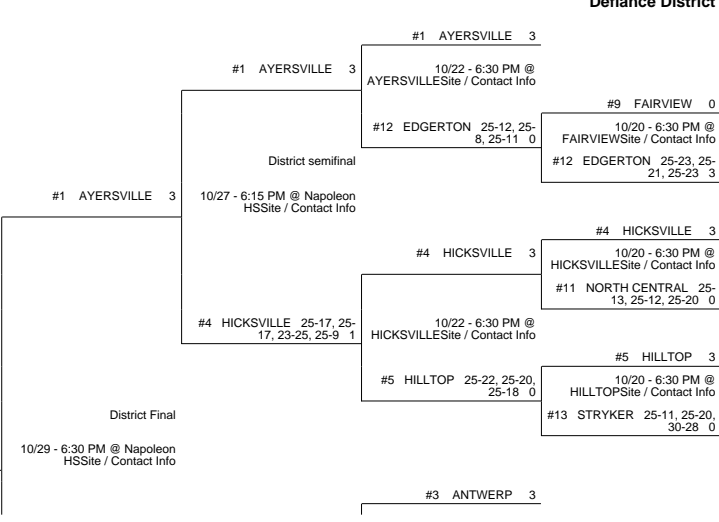 Defiance District
#1 AYERSVILLE 3
#1 AYERSVILLE 3
10/22 - 6:30 PM @
AYERSVILLESite / Contact Info
#9 FAIRVIEW 0
#12 EDGERTON 25-12, 25-
8, 25-11 0
10/20 - 6:30 PM @
FAIRVIEWSite / Contact Info
District semifinal
#12 EDGERTON 25-23, 25-
21, 25-23 3
#1 AYERSVILLE 3
10/27 - 6:15 PM @ Napoleon
HSSite / Contact Info
#4 HICKSVILLE 3
#4 HICKSVILLE 3
10/20 - 6:30 PM @
HICKSVILLESite / Contact Info
#11 NORTH CENTRAL 25-
13, 25-12, 25-20 0
#4 HICKSVILLE 25-17, 25-
17, 23-25, 25-9 1
10/22 - 6:30 PM @
HICKSVILLESite / Contact Info
#5 HILLTOP 3
#5 HILLTOP 25-22, 25-20,
25-18 0
10/20 - 6:30 PM @
HILLTOPSite / Contact Info
District Final
#13 STRYKER 25-11, 25-20,
30-28 0
10/29 - 6:30 PM @ Napoleon
HSSite / Contact Info
#3 ANTWERP 3